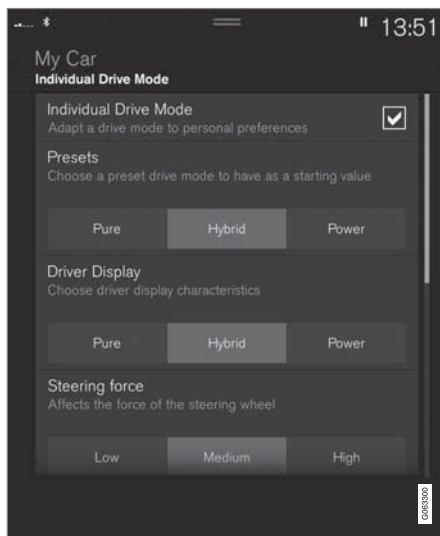 13:51
My Car
Individual Drive Mode
Individual Drive Mode
Adapt a drive mode to personal preferences
Presets
Choose a preset drive mode to have as a starting value
Pure Hybrid Power
Driver Display
Choose driver display characteristics
Pure Hybrid Power
Steering force
Affects the force of the steering wheel
Low Medium High
G063300